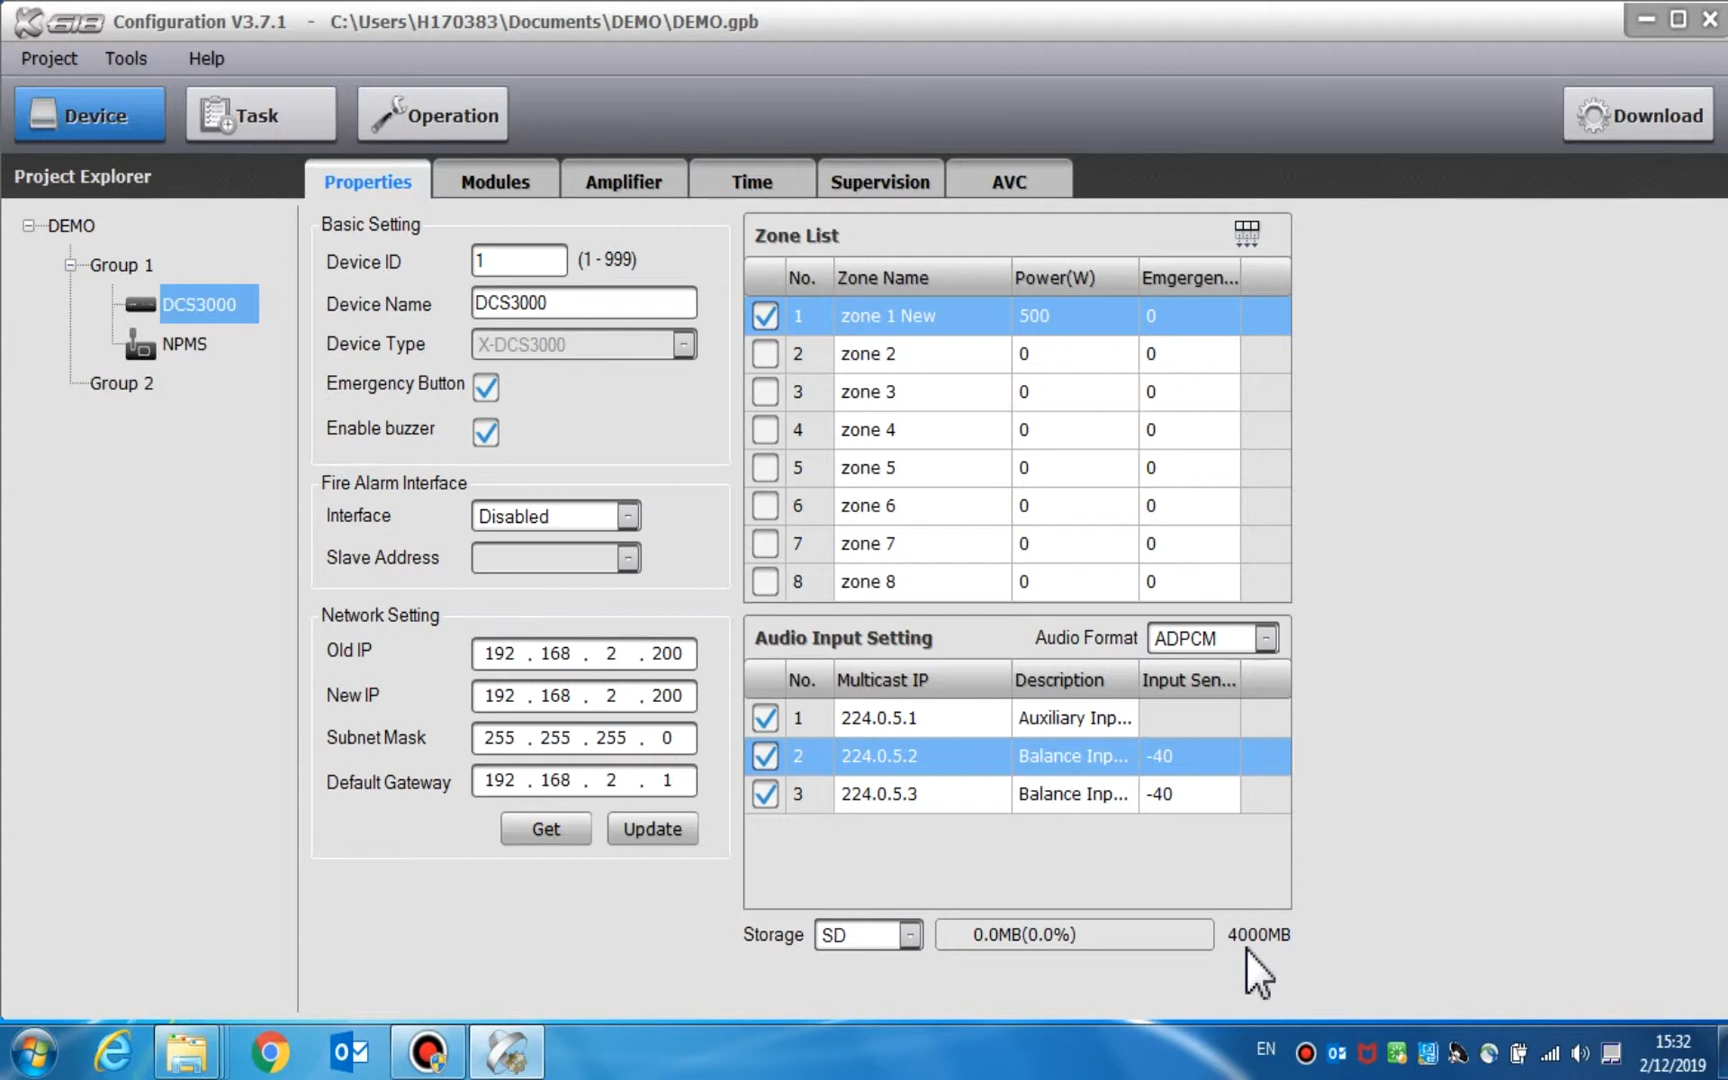 X-618 Configuration V3.7.1 - C:\Users\H170383\Documents\DEMO\DEMO.gpb
Project Tools Help
Device Task Operation Download
Project Explorer
Properties Modules Amplifier Time Supervision AVC
DEMO
Group 1
DCS3000
NPMS
Group 2
Basic Setting
Device ID 1 (1 - 999)
Device Name DCS3000
Device Type X-DCS3000
Emergency Button
Enable buzzer
Fire Alarm Interface
Interface Disabled
Slave Address
Network Setting
Old IP 192 . 168 . 2 . 200
New IP 192 . 168 . 2 . 200
Subnet Mask 255 . 255 . 255 . 0
Default Gateway 192 . 168 . 2 . 1
Get Update
Zone List
No. Zone Name Power(W) Emgergen...
1 zone 1 New 500 0
2 zone 2 0 0
3 zone 3 0 0
4 zone 4 0 0
5 zone 5 0 0
6 zone 6 0 0
7 zone 7 0 0
8 zone 8 0 0
Audio Input Setting Audio Format ADPCM
No. Multicast IP Description Input Sen...
1 224.0.5.1 Auxiliary Inp...
2 224.0.5.2 Balance Inp... -40
3 224.0.5.3 Balance Inp... -40
Storage SD 0.0MB(0.0%) 4000MB
EN 15:32
2/12/2019